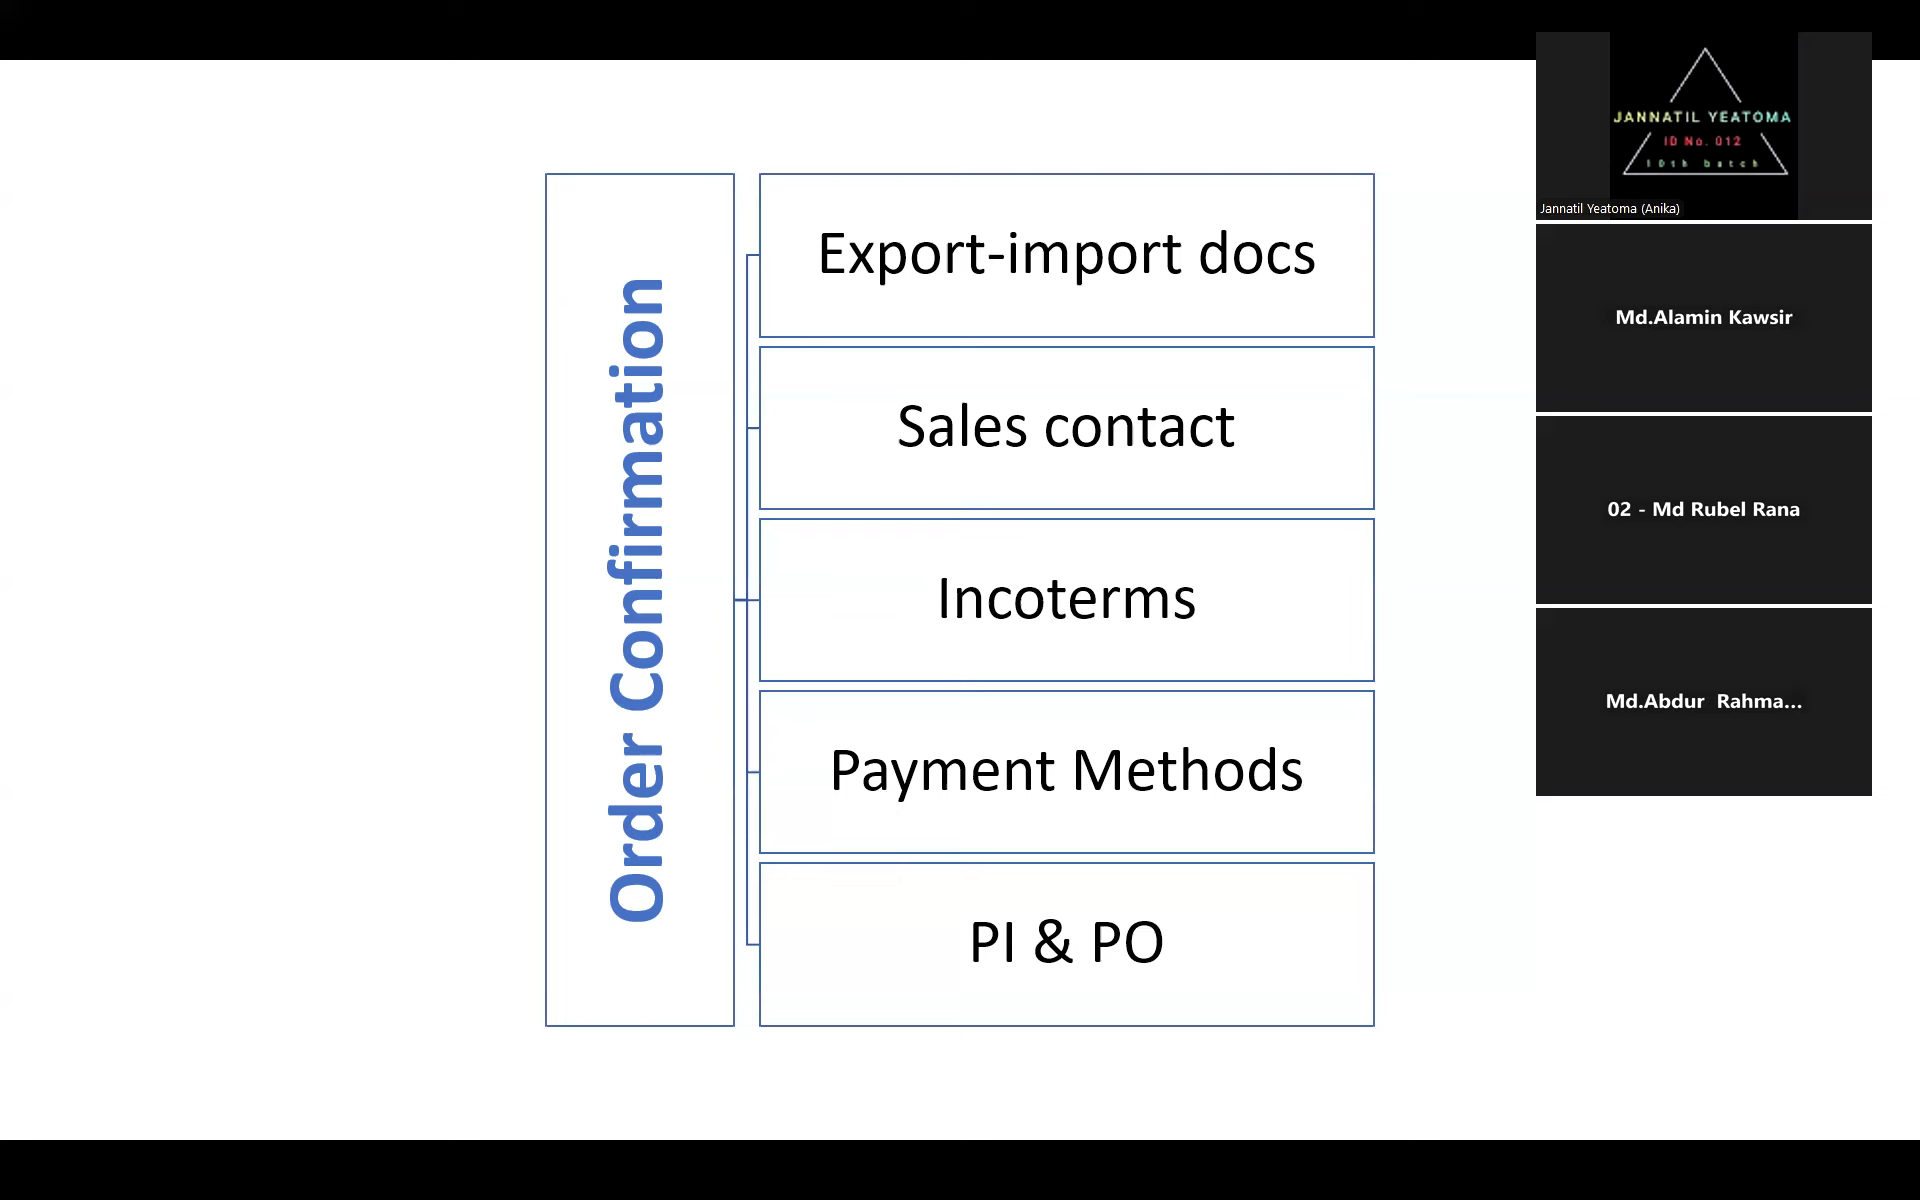 Order Confirmation
Export-import docs
Sales contact
Incoterms
Payment Methods
PI & PO
JANNATIL YEATOMA
ID No. 012
10th batch
Jannatil Yeatoma (Anika)
Md.Alamin Kawsir
02 - Md Rubel Rana
Md.Abdur Rahma...